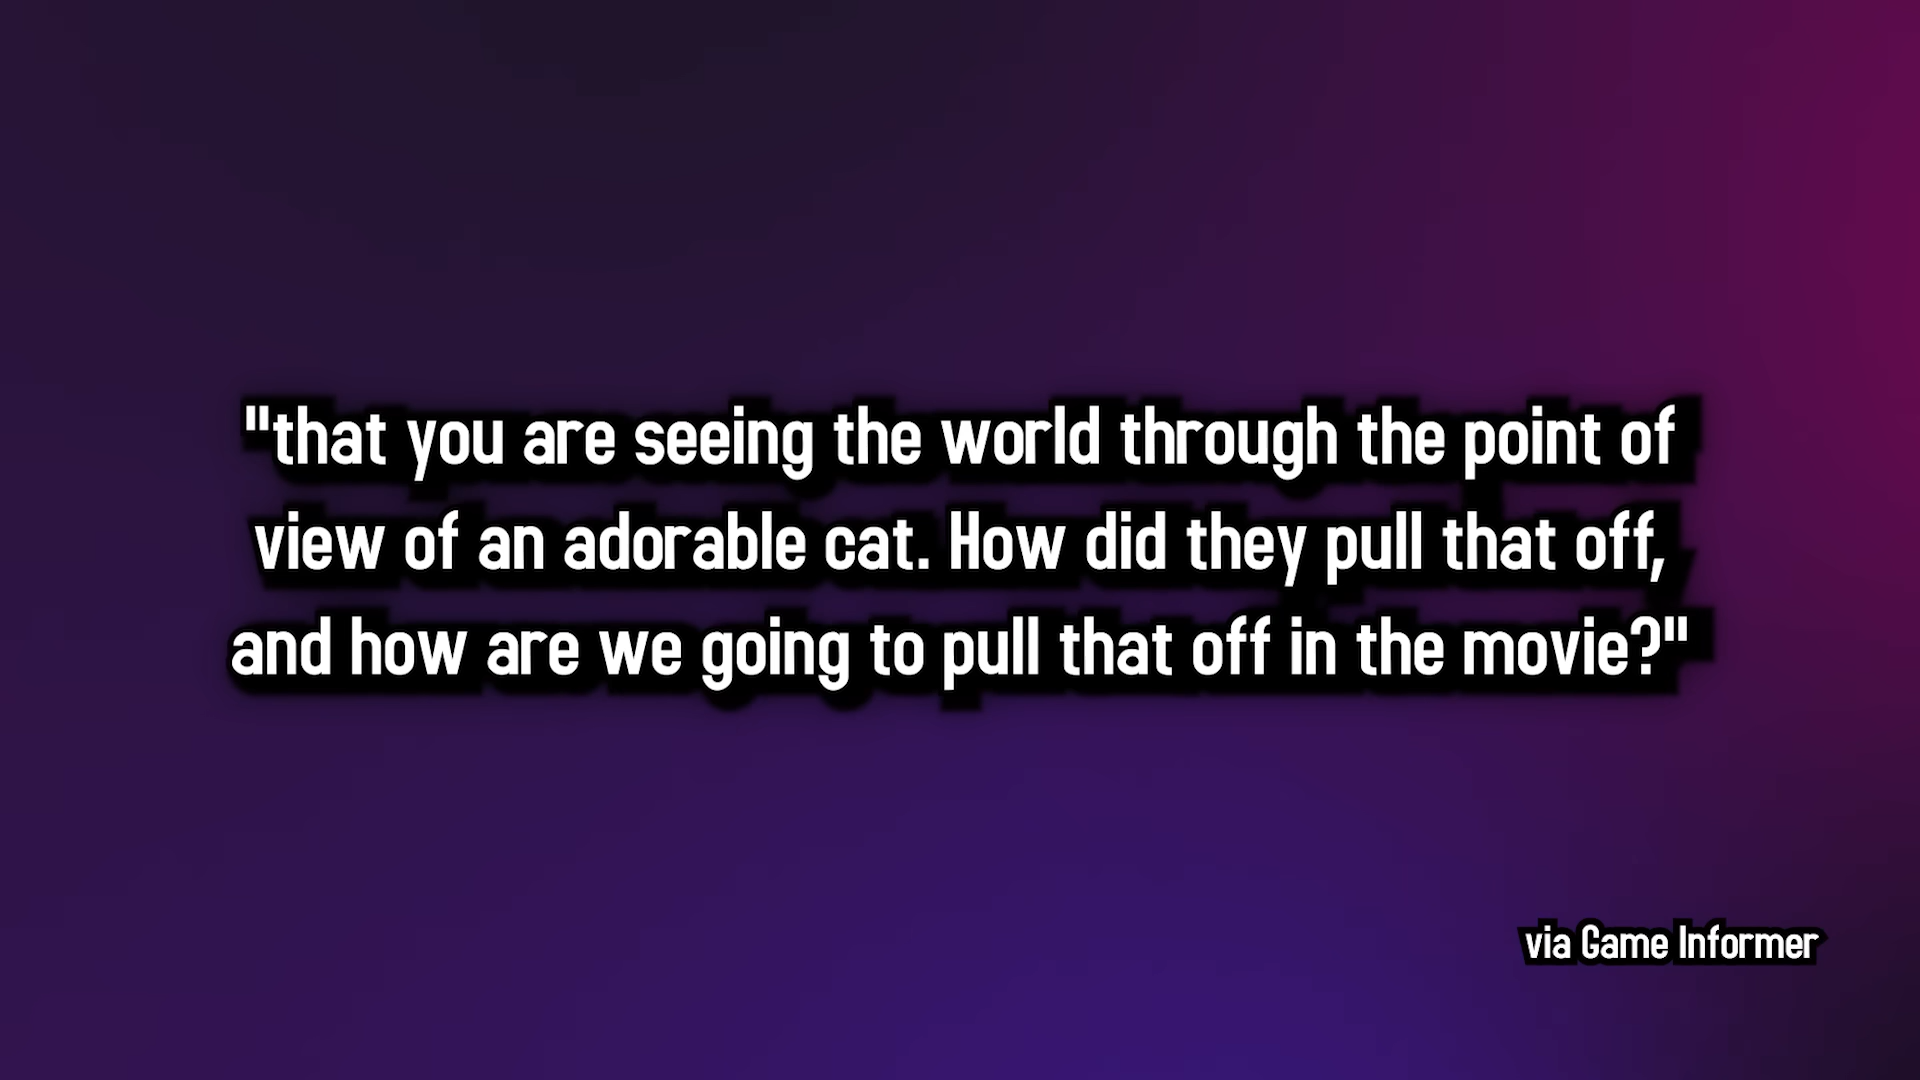 "that you are seeing the world through the point of
view of an adorable cat. How did they pull that off,
and how are we going to pull that off in the movie?"
via Game Informer